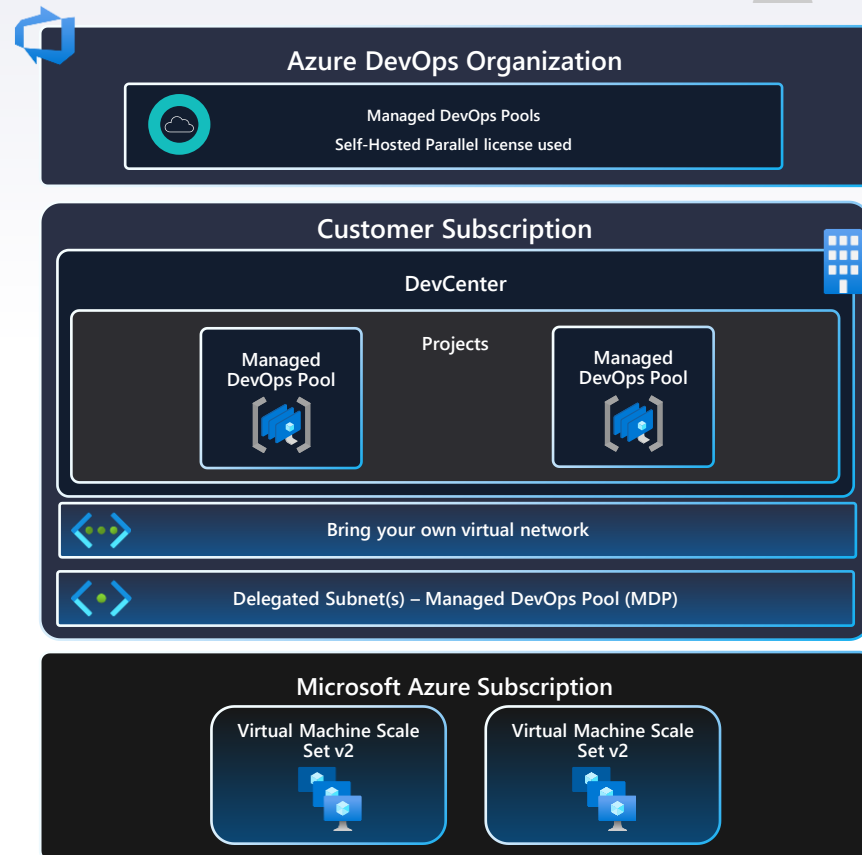 Azure DevOps Organization
Managed DevOps Pools
Self-Hosted Parallel license used
Customer Subscription
DevCenter
Projects
Managed
DevOps Pool
Managed
DevOps Pool
Bring your own virtual network
Delegated Subnet(s) – Managed DevOps Pool (MDP)
Microsoft Azure Subscription
Virtual Machine Scale
Set v2
Virtual Machine Scale
Set v2